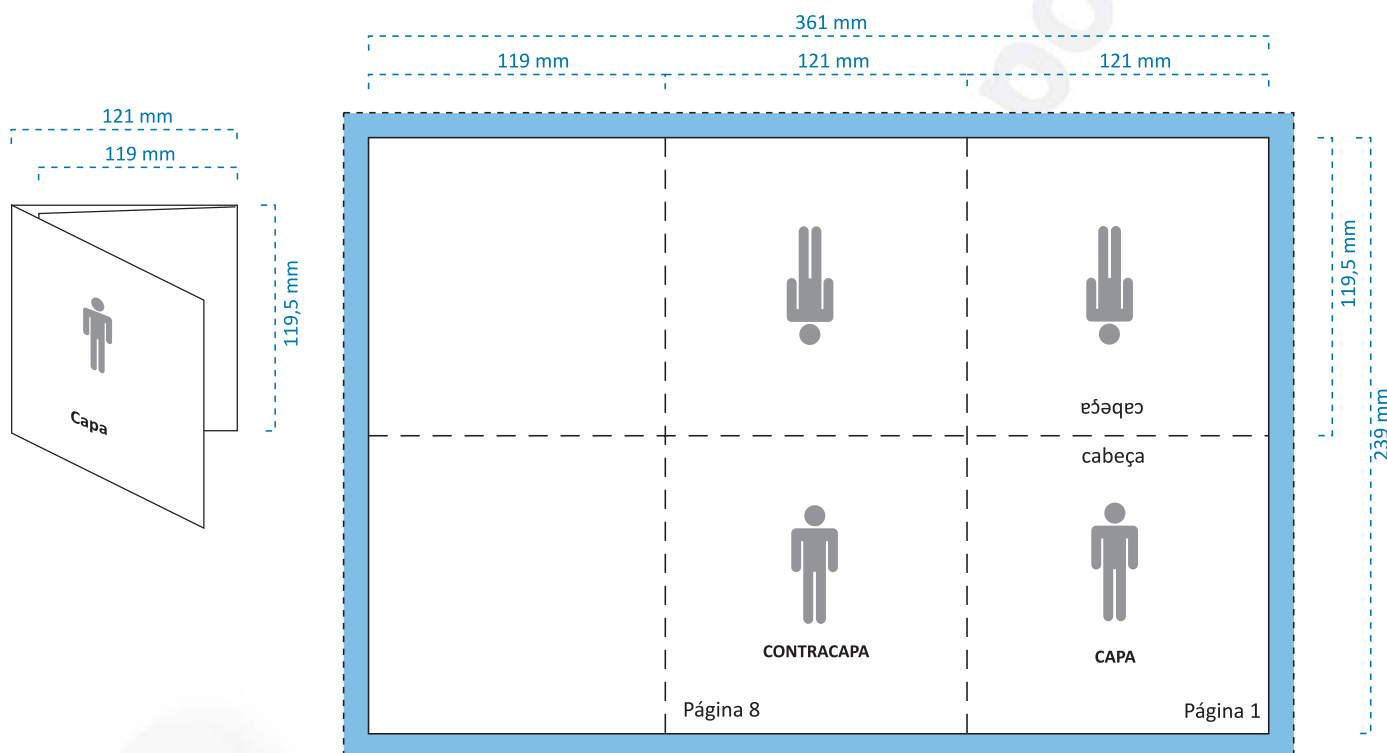 361 mm
119 mm
121 mm
121 mm
121 mm
119 mm
119,5 mm
Capa
119,5 mm
239 mm
cabeça
cabeça
CONTRACAPA
CAPA
Página 8
Página 1